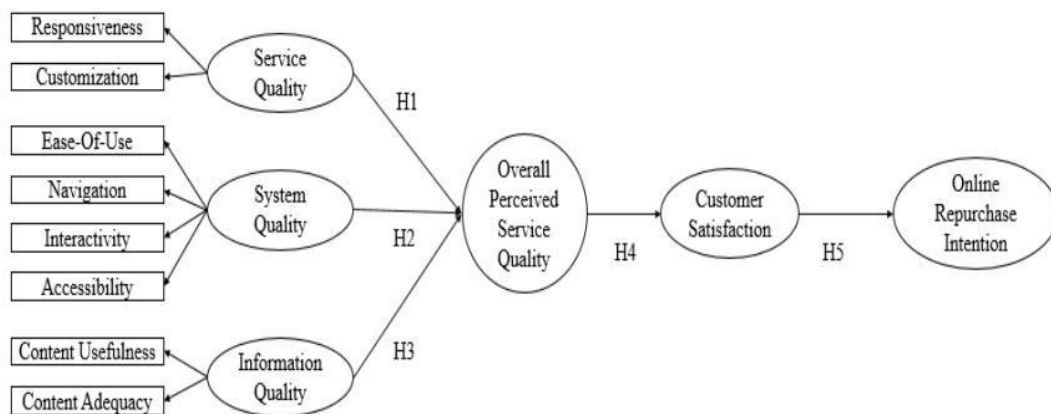 Responsiveness
Customization
Service
Quality
H1
Ease-Of-Use
Navigation
Interactivity
Accessibility
System
Quality
H2
Content Usefulness
Content Adequacy
Information
Quality
H3
Overall
Perceived
Service
Quality
H4
Customer
Satisfaction
H5
Online
Repurchase
Intention